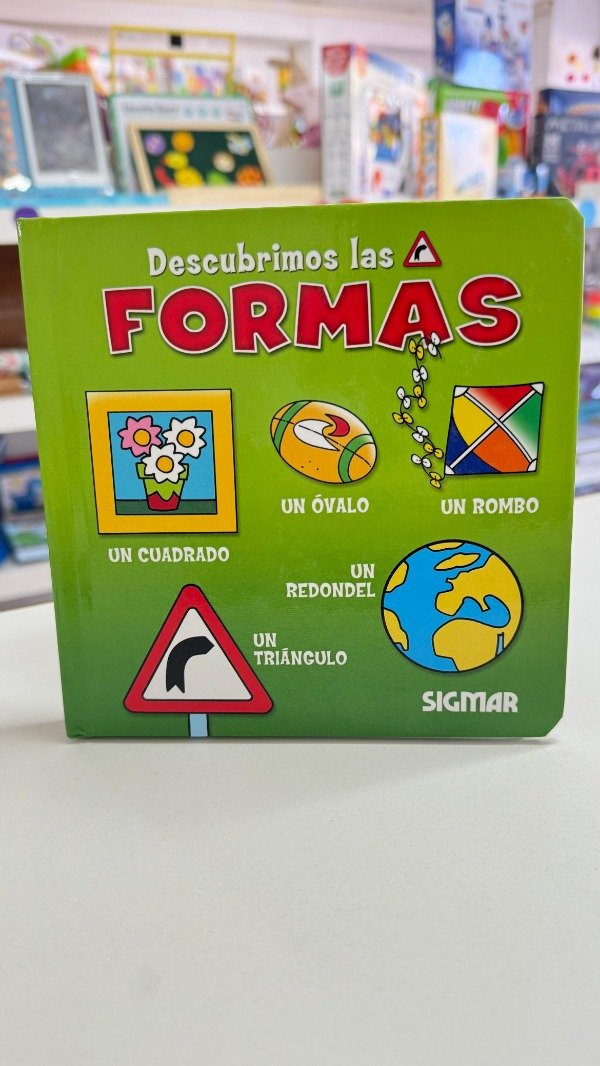 Descubrimos las
FORMAS
UN CUADRADO
UN ÓVALO
UN ROMBO
UN
REDONDEL
UN
TRIÁNGULO
SIGMAR